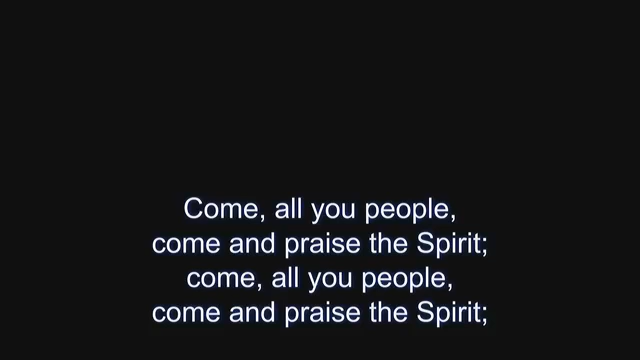 Come, all you people,
come and praise the Spirit;
come, all you people,
come and praise the Spirit;